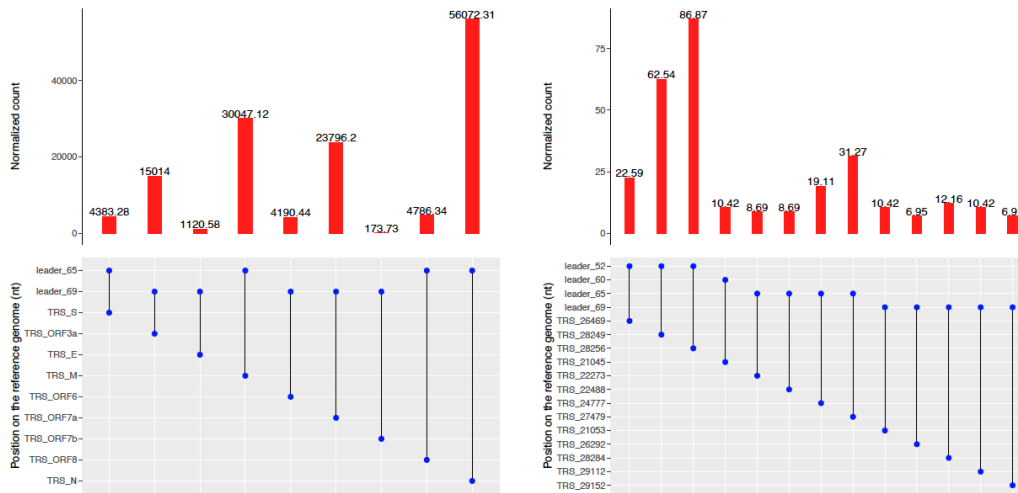 56072.31
30047.12
23796.2
15014
4383.28
1120.58
4190.44
173.73
4786.34
40000
20000
0
Normalized count
leader_65
leader_69
TRS_S
TRS_ORF3a
TRS_E
TRS_M
TRS_ORF6
TRS_ORF7a
TRS_ORF7b
TRS_ORF8
TRS_N
Position on the reference genome (nt)
86.87
62.54
22.59
10.42
8.69
8.69
19.11
31.27
10.42
6.95
12.16
10.42
6.9
75
50
25
0
Normalized count
leader_52
leader_60
leader_65
leader_69
TRS_26469
TRS_28249
TRS_28256
TRS_21045
TRS_22273
TRS_22488
TRS_24777
TRS_27479
TRS_21053
TRS_26292
TRS_28284
TRS_29112
TRS_29152
Position on the reference genome (nt)